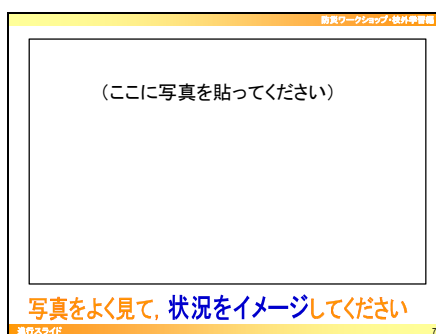 防災ワークショップ・校外学習編
(ここに写真を貼ってください)
写真をよく見て, 状況をイメージしてください
進行スライド
7